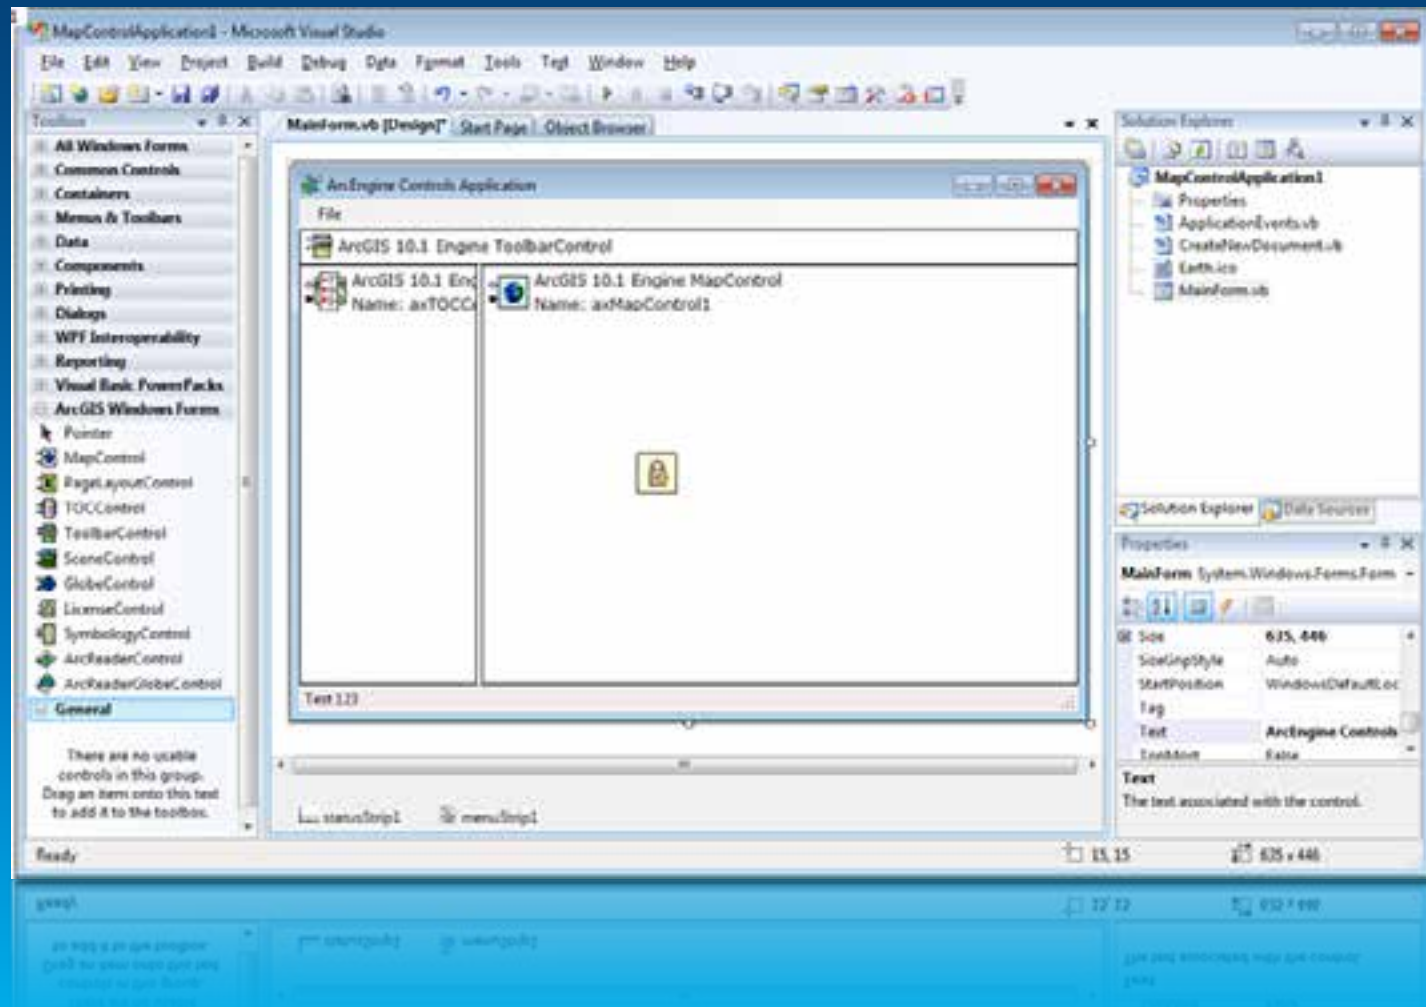 MapControlApplication1 - Microsoft Visual Studio
File Edit View Project Build Debug Data Format Tools Test Window Help
Toolbox
All Windows Forms
Common Controls
Containers
Menus & Toolbars
Data
Components
Printing
Dialogs
WPF Interoperability
Reporting
Visual Basic PowerPacks
ArcGIS Windows Forms
Pointer
MapControl
PageLayoutControl
TOCControl
ToolbarControl
SceneControl
GlobeControl
LicenseControl
SymbologyControl
ArcReaderControl
ArcReaderGlobeControl
General
There are no usable
controls in this group.
Drag an item onto this text
to add it to the toolbox.
MainForm.vb [Design]* Start Page Object Browser
ArcEngine Controls Application
File
ArcGIS 10.1 Engine ToolbarControl
ArcGIS 10.1 Eng
Name: axTOCCo
ArcGIS 10.1 Engine MapControl
Name: axMapControl1
Test 123
statusStrip1 menuStrip1
Solution Explorer
MapControlApplication1
Properties
ApplicationEvents.vb
CreateNewDocument.vb
Earth.ico
MainForm.vb
Solution Explorer Data Sources
Properties
MainForm System.Windows.Forms.Form
Size 635, 446
SizeGripStyle Auto
StartPosition WindowsDefaultLoc
Tag
Text ArcEngine Controls
TopMost False
Text
The text associated with the control.
Ready 15, 15 635 x 446